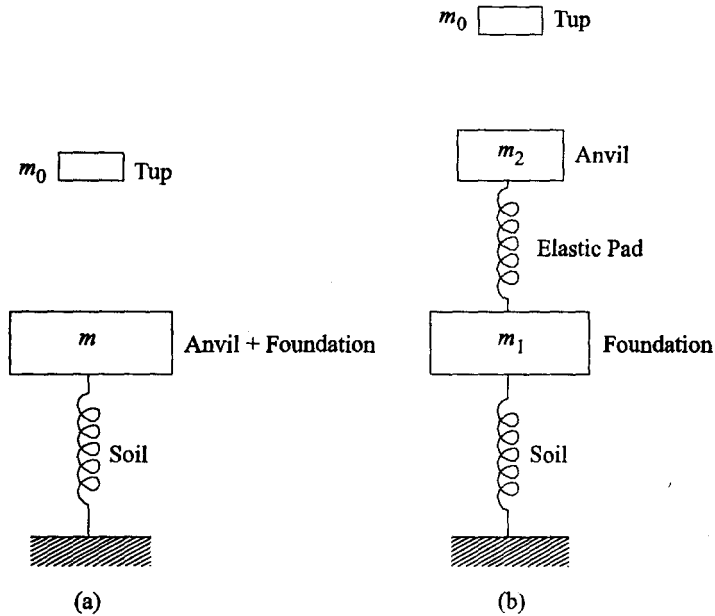 m₀ Tup
m
Anvil + Foundation
Soil
(a)
m₀ Tup
m₂
Anvil
Elastic Pad
m₁
Foundation
Soil
(b)